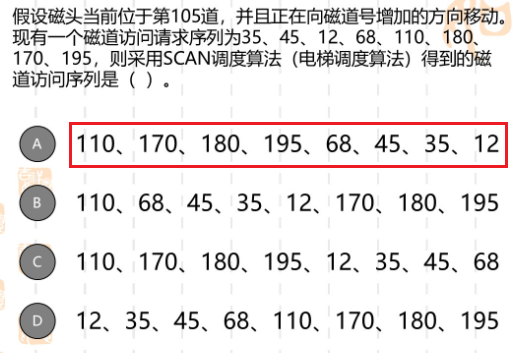 假设磁头当前位于第105道，并且正在向磁道号增加的方向移动。
现有一个磁道访问请求序列为35、45、12、68、110、180、
170、195，则采用SCAN调度算法（电梯调度算法）得到的磁
道访问序列是（ ）。
A 110、170、180、195、68、45、35、12
B 110、68、45、35、12、170、180、195
C 110、170、180、195、12、35、45、68
D 12、35、45、68、110、170、180、195